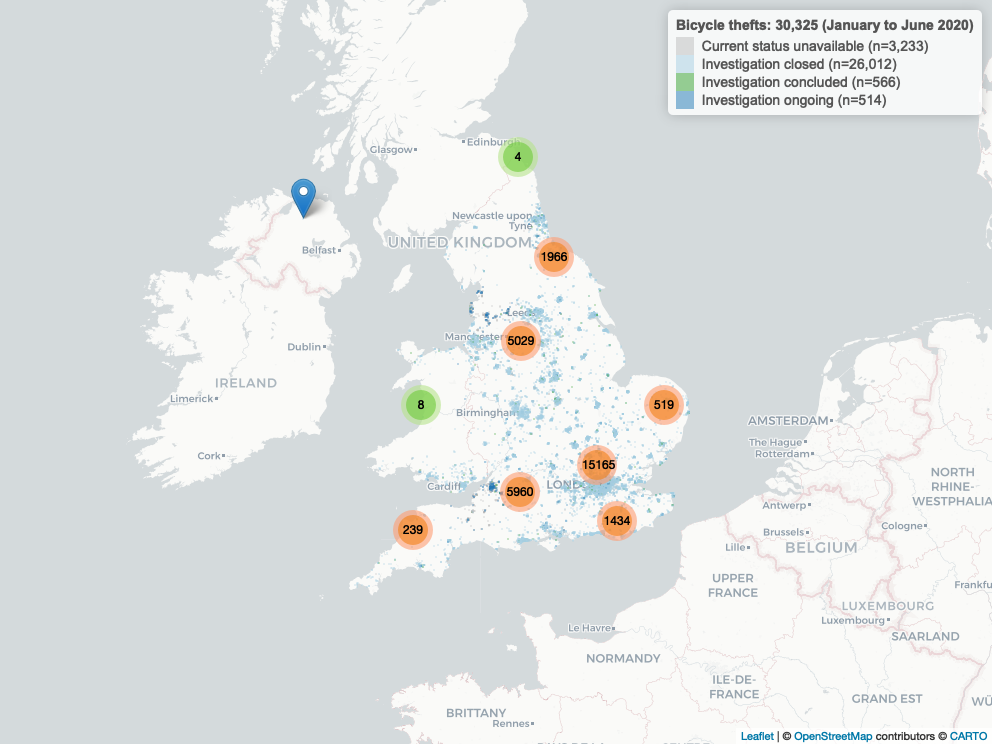 Bicycle thefts: 30,325 (January to June 2020)
Current status unavailable (n=3,233)
Investigation closed (n=26,012)
Investigation concluded (n=566)
Investigation ongoing (n=514)
Glasgow
Edinburgh
4
Newcastle upon
Tyne
UNITED KINGDOM
Belfast
1966
Leeds
Manchester
5029
Dublin
IRELAND
Limerick
8
Birmingham
519
AMSTERDAM
The Hague
Rotterdam
Cork
15165
Cardiff
5960
LONDO
NORTH
RHINE-
WESTPHALIA
Antwerp
239
1434
Brussels
Cologne
Lille
BELGIUM
UPPER
FRANCE
Frankfu
LUXEMBOURG
Luxembourg
Le Havre
SAARLAND
NORMANDY
ILE-DE-
FRANCE
GRAND EST
WÜ
BRITTANY
Rennes
Leaflet | © OpenStreetMap contributors © CARTO